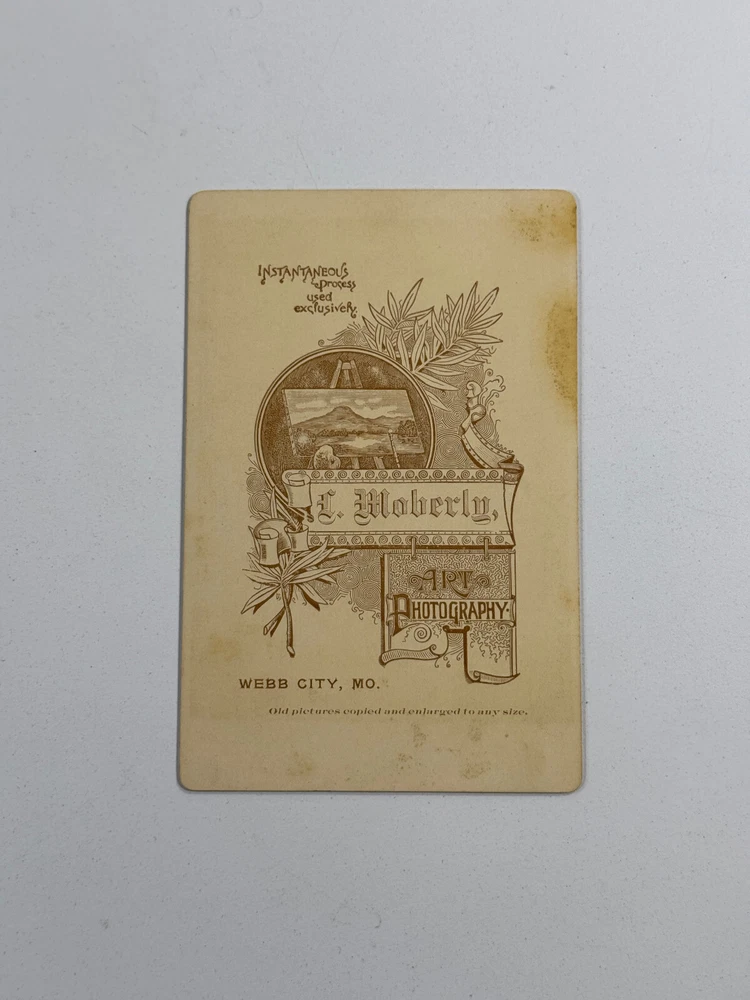 INSTANTANEOUS
process
used
exclusively.
L. Moberly,
ART
PHOTOGRAPHY.
WEBB CITY, MO.
Old pictures copied and enlarged to any size.